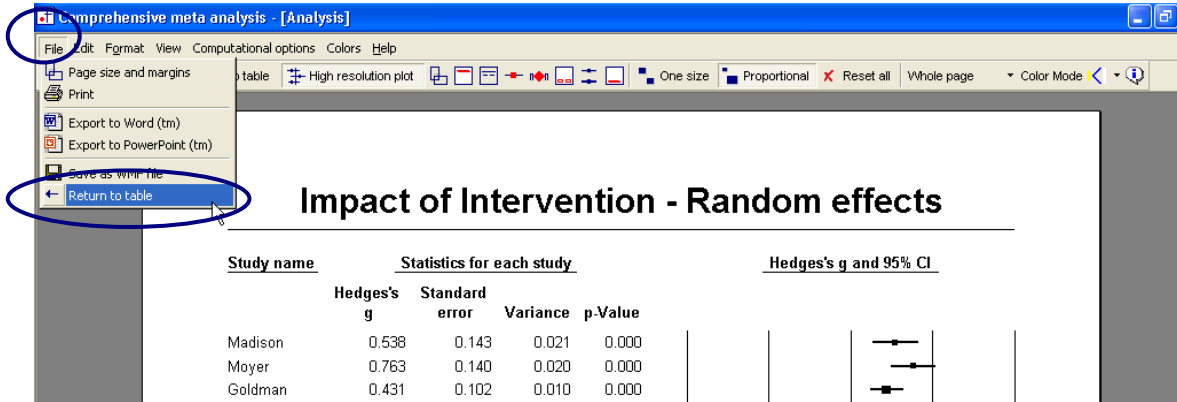 Comprehensive meta analysis - [Analysis]
File Edit Format View Computational options Colors Help
table High resolution plot One size Proportional Reset all Whole page Color Mode
Page size and margins
Print
Export to Word (tm)
Export to PowerPoint (tm)
Save as WMF file
Return to table
Impact of Intervention - Random effects
Study name Statistics for each study Hedges's g and 95% CI
Hedges's Standard
g error Variance p-Value
Madison 0.538 0.143 0.021 0.000
Moyer 0.763 0.140 0.020 0.000
Goldman 0.431 0.102 0.010 0.000